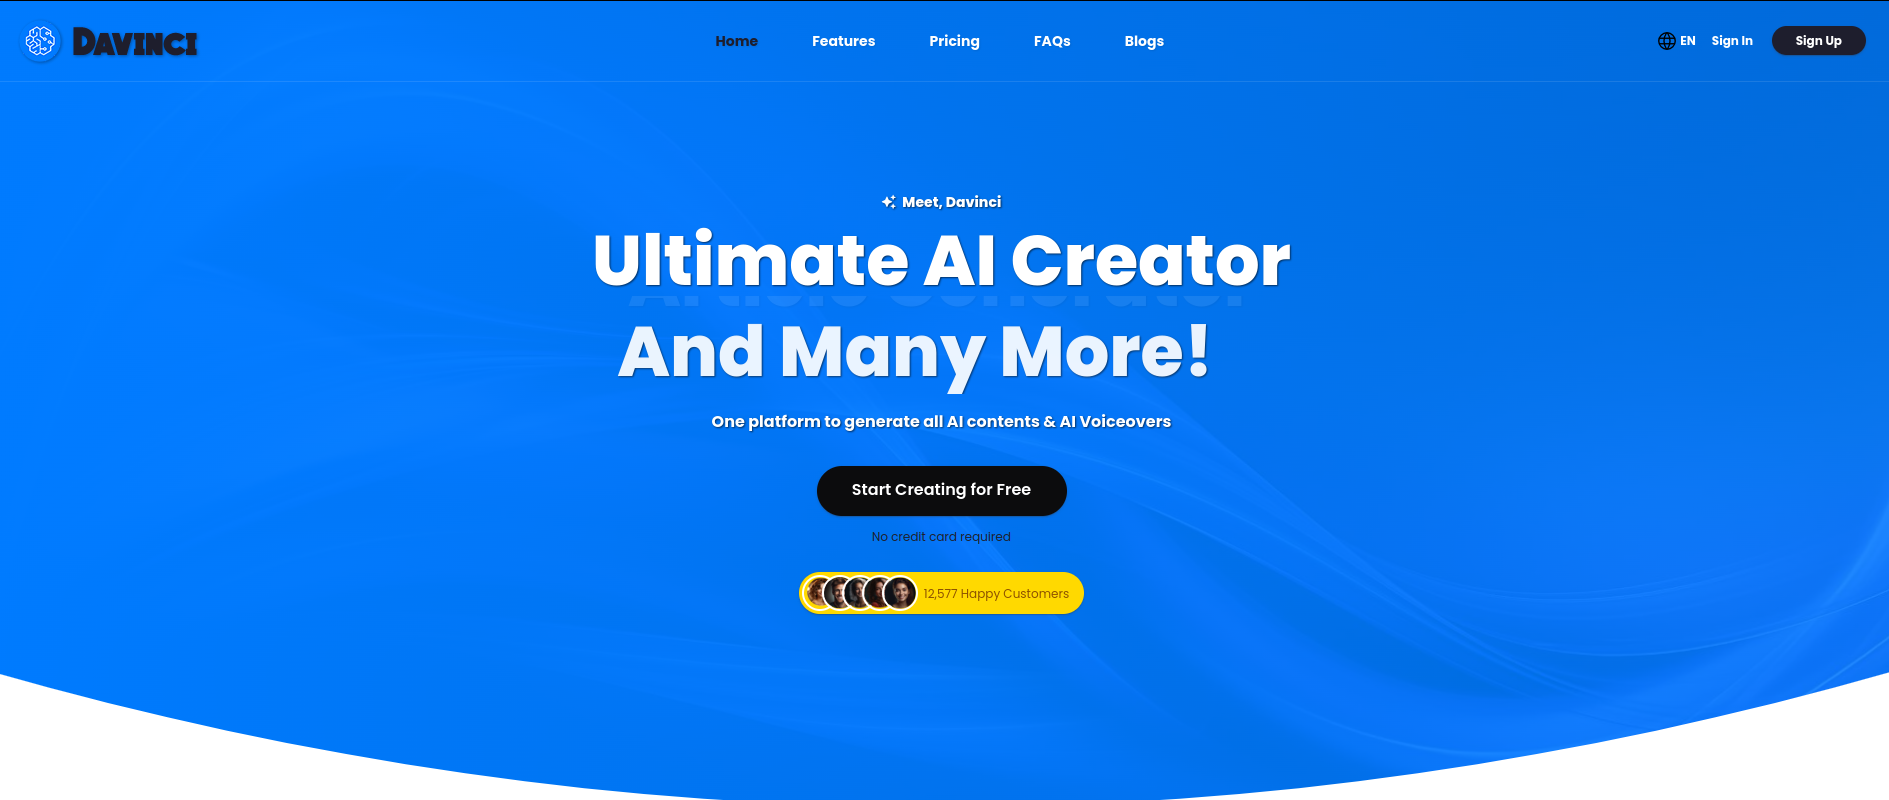 DAVINCI
Home Features Pricing FAQs Blogs
EN Sign In Sign Up
Meet, Davinci
Ultimate AI Creator
Article Generator
And Many More!
One platform to generate all AI contents & AI Voiceovers
Start Creating for Free
No credit card required
12,577 Happy Customers